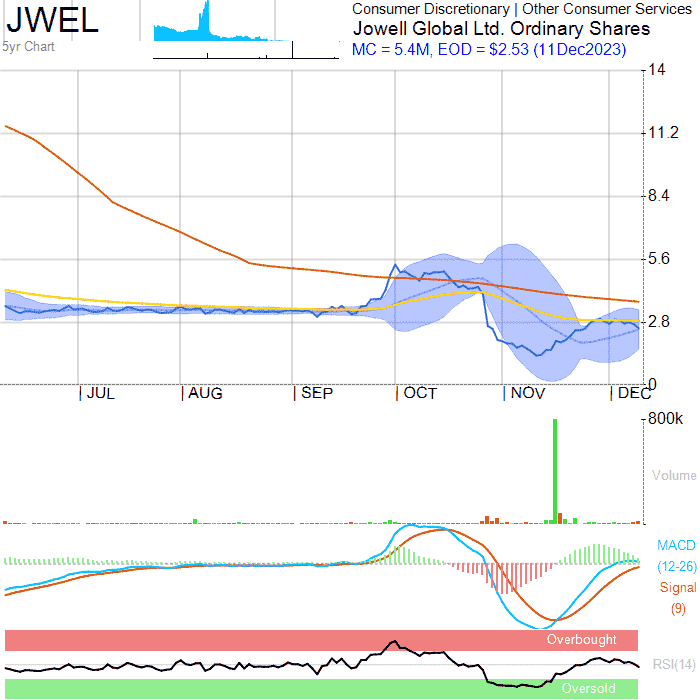 JWEL
5yr Chart
Consumer Discretionary | Other Consumer Services
Jowell Global Ltd. Ordinary Shares
MC = 5.4M, EOD = $2.53 (11Dec2023)
14
11.2
8.4
5.6
2.8
0
JUL
AUG
SEP
OCT
NOV
DEC
800k
Volume
MACD
(12-26)
Signal
(9)
Overbought
RSI(14)
Oversold